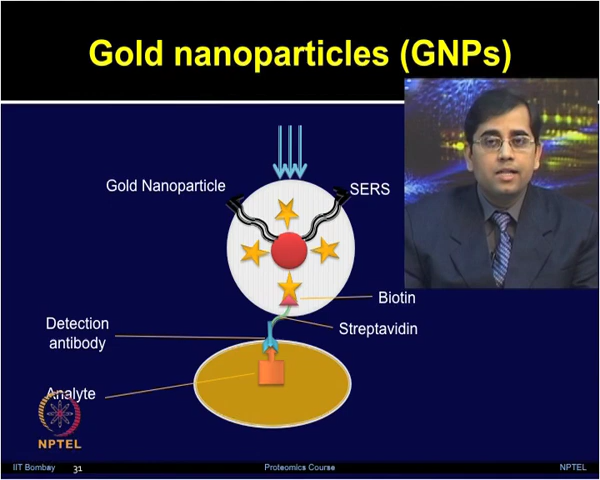 Gold nanoparticles (GNPs)
Gold Nanoparticle
SERS
Biotin
Streptavidin
Detection
antibody
Analyte
NPTEL
IIT Bombay
31
Proteomics Course
NPTEL